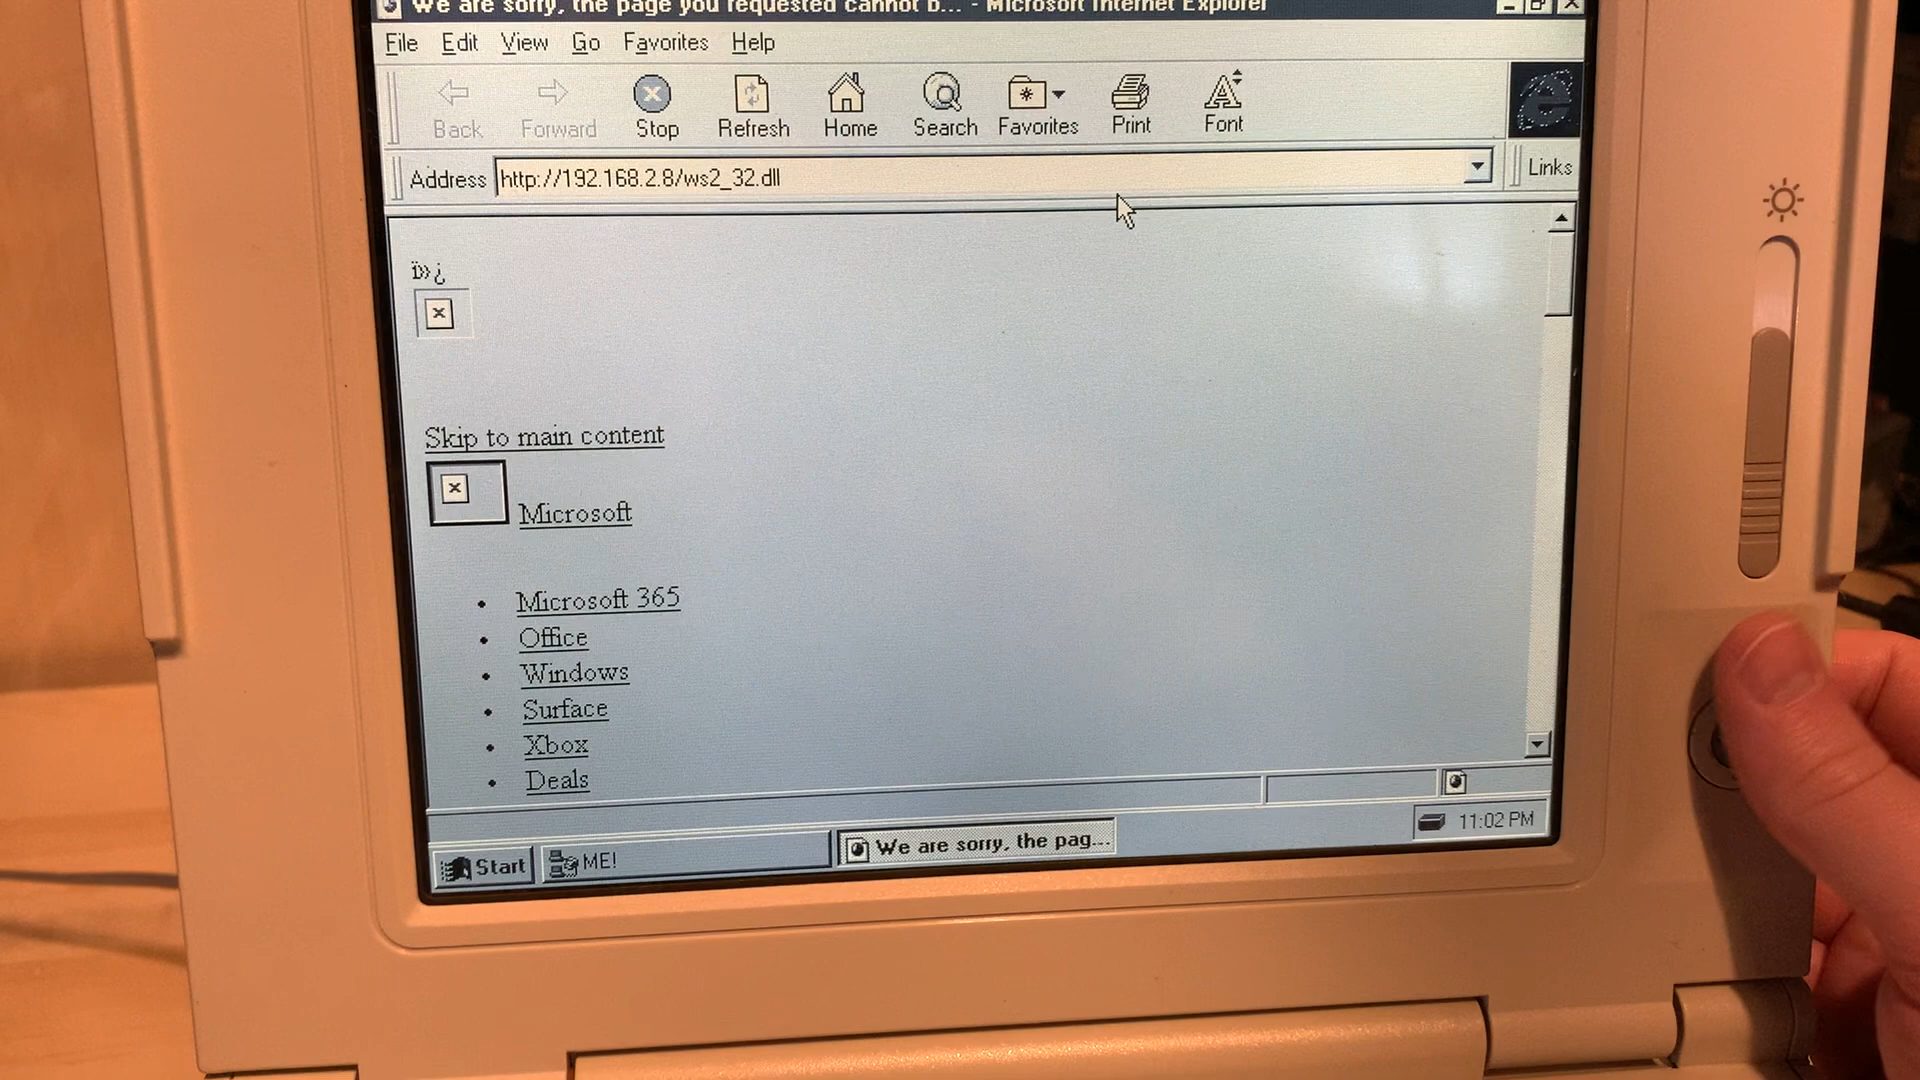 We are sorry, the page you requested cannot b... - Microsoft Internet Explorer
File Edit View Go Favorites Help
Back Forward Stop Refresh Home Search Favorites Print Font
Address http://192.168.2.8/ws2_32.dll Links
ï»¿
Skip to main content
Microsoft
Microsoft 365
Office
Windows
Surface
Xbox
Deals
Start ME! We are sorry, the pag... 11:02 PM